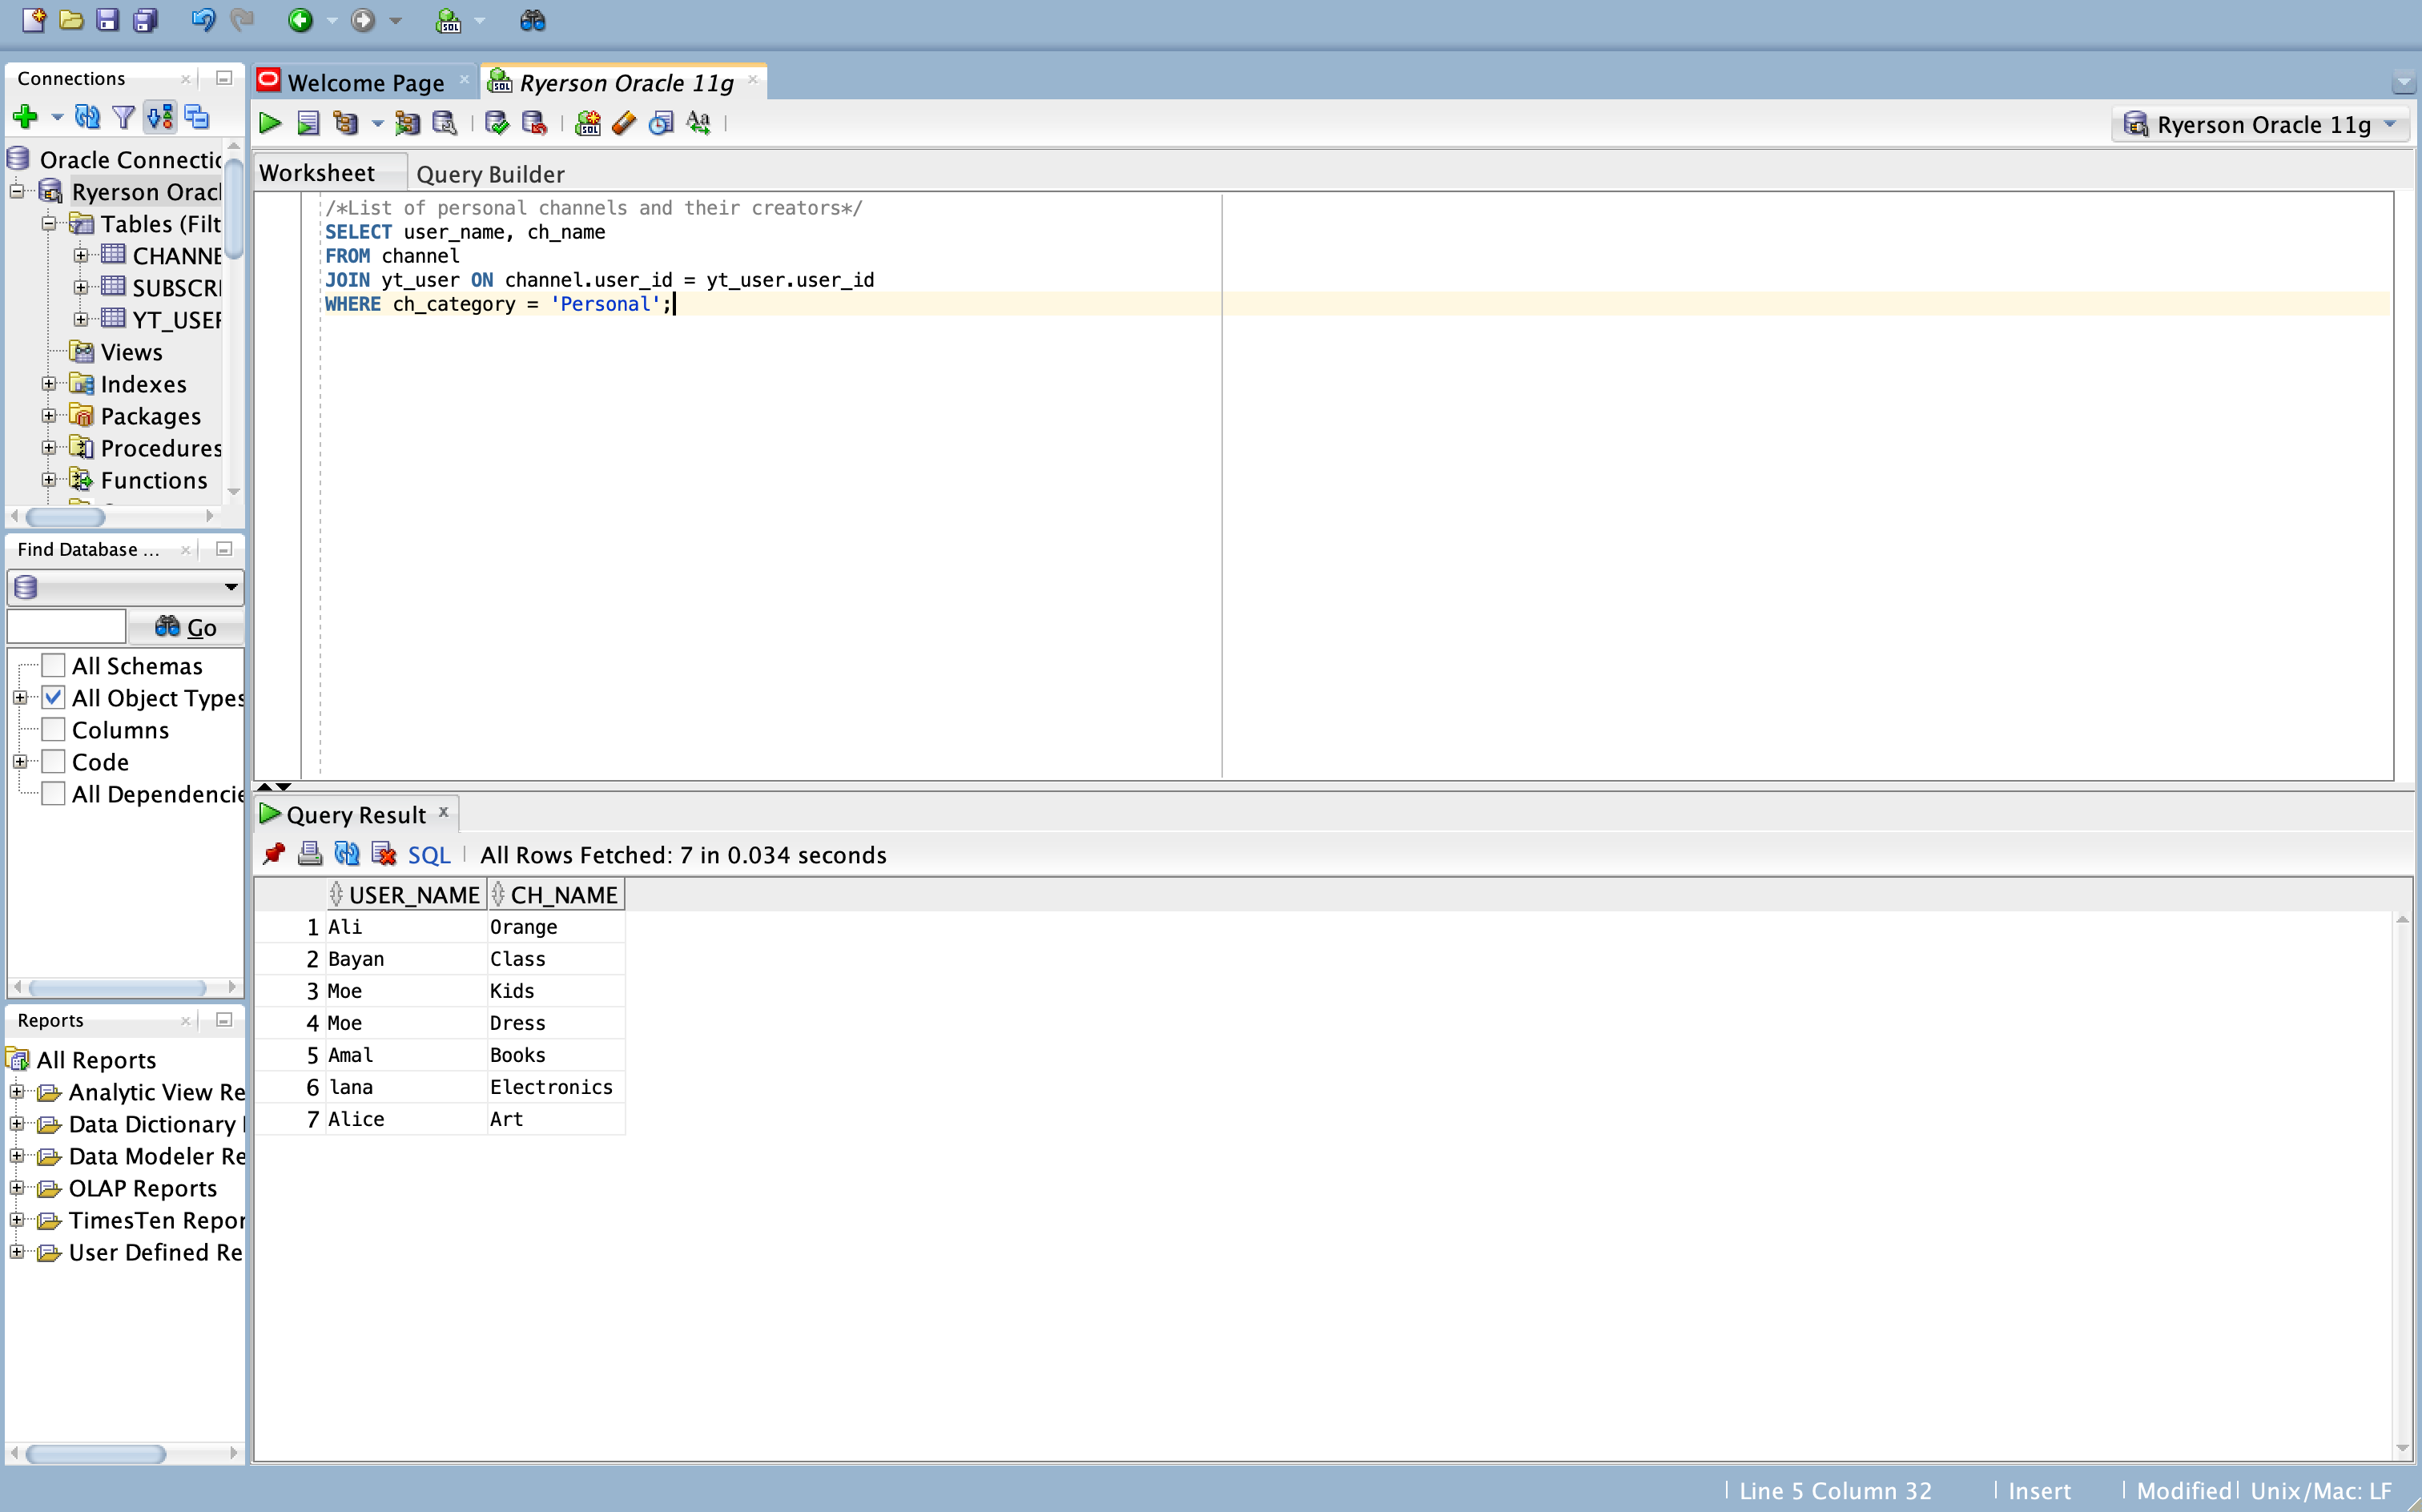 Connections
Oracle Connectic
Ryerson Oracl
Tables (Filt
CHANNE
SUBSCRI
YT_USER
Views
Indexes
Packages
Procedures
Functions
Find Database ...
Go
All Schemas
All Object Types
Columns
Code
All Dependencie
Reports
All Reports
Analytic View Re
Data Dictionary
Data Modeler Re
OLAP Reports
TimesTen Repor
User Defined Re
Welcome Page
Ryerson Oracle 11g
Ryerson Oracle 11g
Worksheet
Query Builder
/*List of personal channels and their creators*/
SELECT user_name, ch_name
FROM channel
JOIN yt_user ON channel.user_id = yt_user.user_id
WHERE ch_category = 'Personal';
Query Result
SQL All Rows Fetched: 7 in 0.034 seconds
USER_NAME CH_NAME
1 Ali Orange
2 Bayan Class
3 Moe Kids
4 Moe Dress
5 Amal Books
6 lana Electronics
7 Alice Art
Line 5 Column 32 Insert Modified Unix/Mac: LF